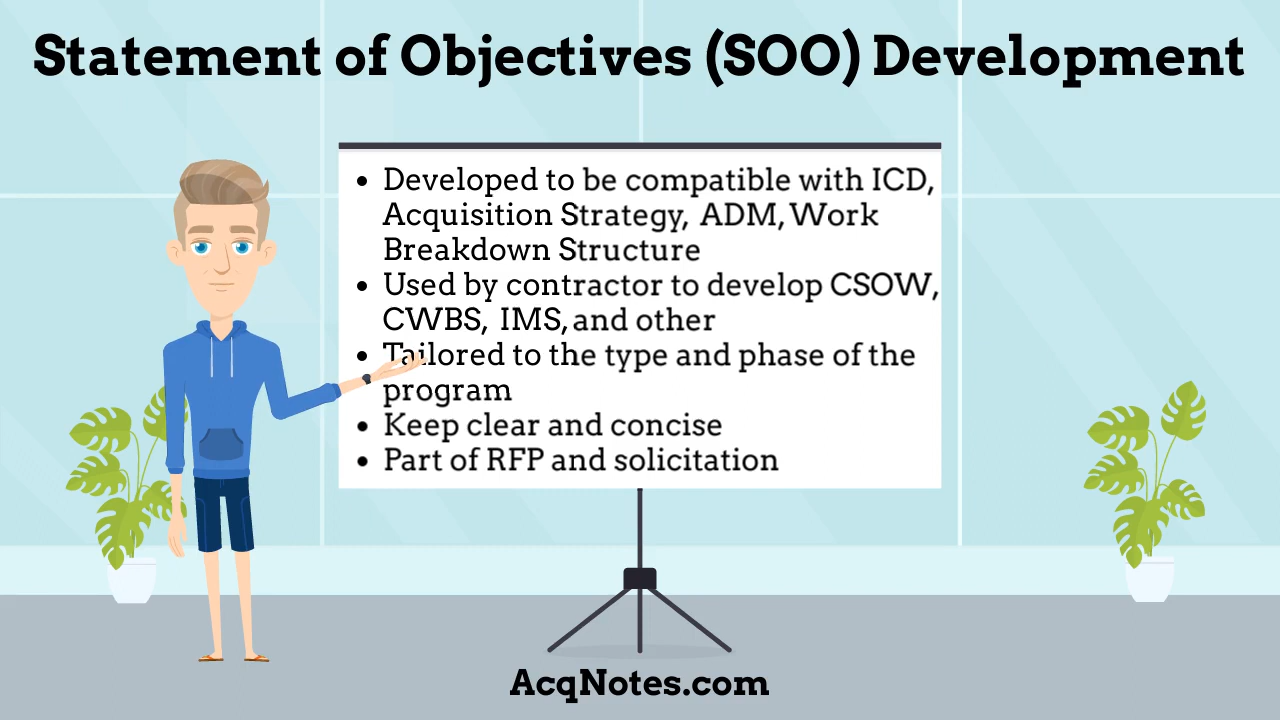 Statement of Objectives (SOO) Development
• Developed to be compatible with ICD,
Acquisition Strategy, ADM, Work
Breakdown Structure
• Used by contractor to develop CSOW,
CWBS, IMS, and other
• Tailored to the type and phase of the
program
• Keep clear and concise
• Part of RFP and solicitation
AcqNotes.com